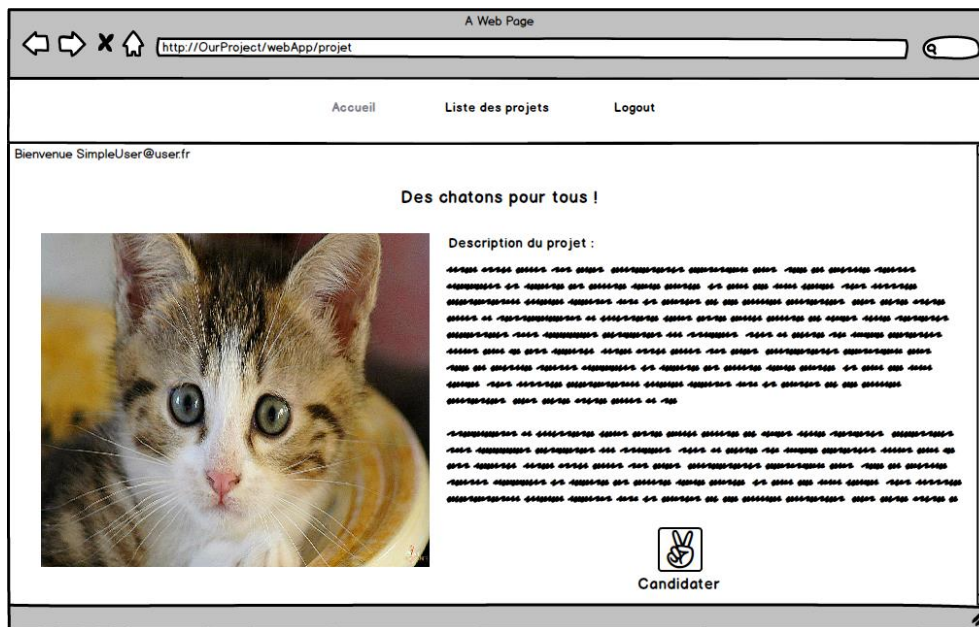 A Web Page
http://OurProject/webApp/projet
Accueil Liste des projets Logout
Bienvenue SimpleUser@user.fr
Des chatons pour tous !
Description du projet :
Candidater